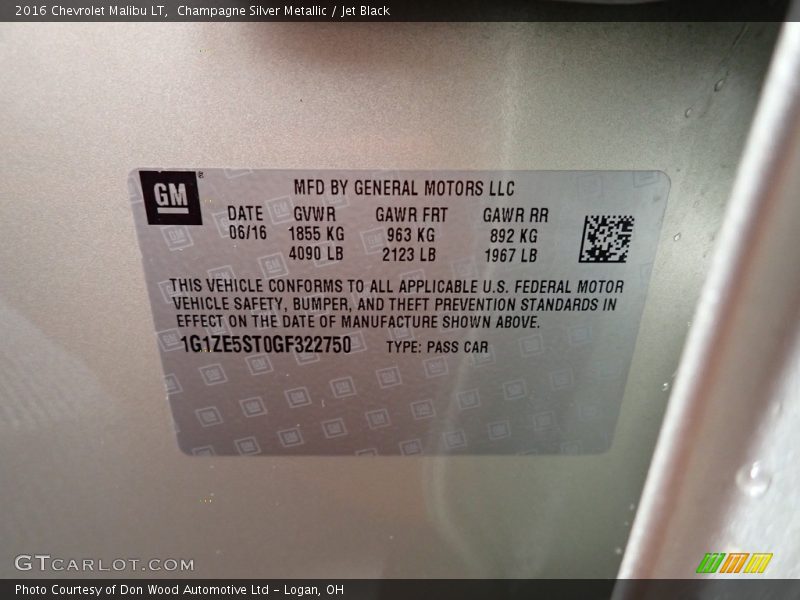 2016 Chevrolet Malibu LT,  Champagne Silver Metallic / Jet Black
GM®
MFD BY GENERAL MOTORS LLC
DATE GVWR GAWR FRT GAWR RR
06/16 1855 KG 963 KG 892 KG
4090 LB 2123 LB 1967 LB
THIS VEHICLE CONFORMS TO ALL APPLICABLE U.S. FEDERAL MOTOR
VEHICLE SAFETY, BUMPER, AND THEFT PREVENTION STANDARDS IN
EFFECT ON THE DATE OF MANUFACTURE SHOWN ABOVE.
1G1ZE5ST0GF322750 TYPE: PASS CAR
GTCARLOT.COM
Photo Courtesy of Don Wood Automotive Ltd - Logan, OH